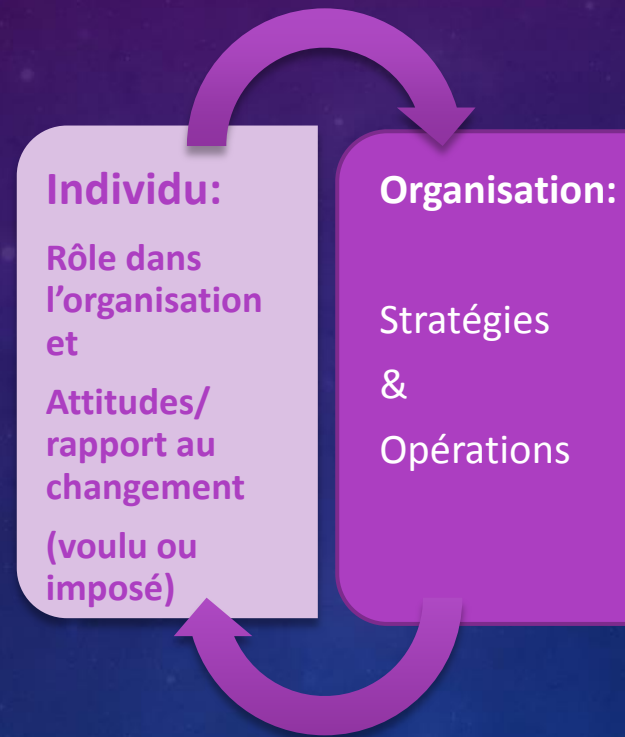 Individu:
Rôle dans
l’organisation
et
Attitudes/
rapport au
changement
(voulu ou
imposé)
Organisation:
Stratégies
&
Opérations